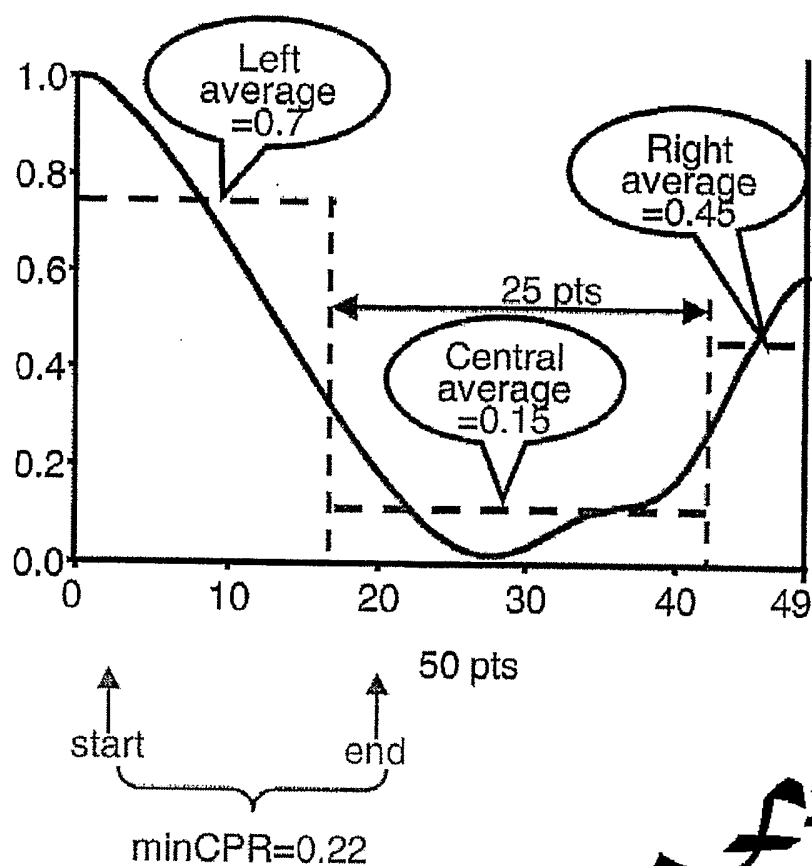 Left
average
=0.7
1.0
0.8
0.6
0.4
0.2
0.0
Right
average
=0.45
25 pts
Central
average
=0.15
0 10 20 30 40 49
50 pts
start end
minCPR=0.22